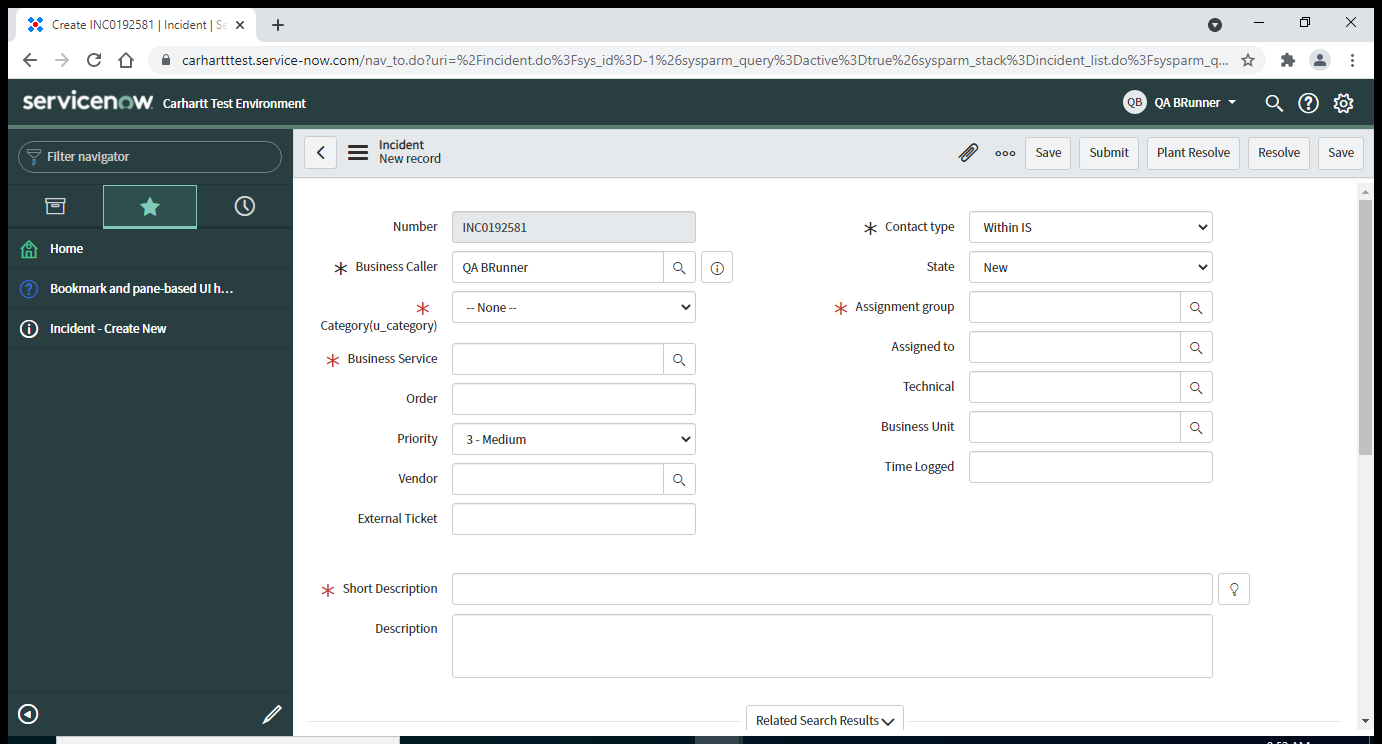 Create INC0192581 | Incident | Se
carhartttest.service-now.com/nav_to.do?uri=%2Fincident.do%3Fsys_id%3D-1%26sysparm_query%3Dactive%3Dtrue%26sysparm_stack%3Dincident_list.do%3Fsysparm_q...
servicenow Carhartt Test Environment
QB QA BRunner
Filter navigator
Home
Bookmark and pane-based UI h...
Incident - Create New
Incident
New record
Save Submit Plant Resolve Resolve Save
Number INC0192581
Business Caller QA BRunner
Category(u_category) -- None --
Business Service
Order
Priority 3 - Medium
Vendor
External Ticket
Contact type Within IS
State New
Assignment group
Assigned to
Technical
Business Unit
Time Logged
Short Description
Description
Related Search Results